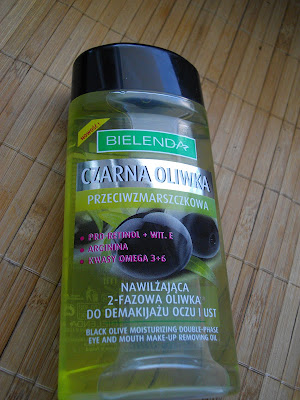 NOWOŚĆ
BIELENDA
CZARNA OLIWKA
PRZECIWZMARSZCZKOWA
PRO RETINOL + WIT. E
ARGININA
KWASY OMEGA 3+6
NAWILŻAJĄCA
2-FAZOWA OLIWKA
DO DEMAKIJAŻU OCZU I UST
BLACK OLIVE MOISTURIZING DOUBLE-PHASE
EYE AND MOUTH MAKE-UP REMOVING OIL